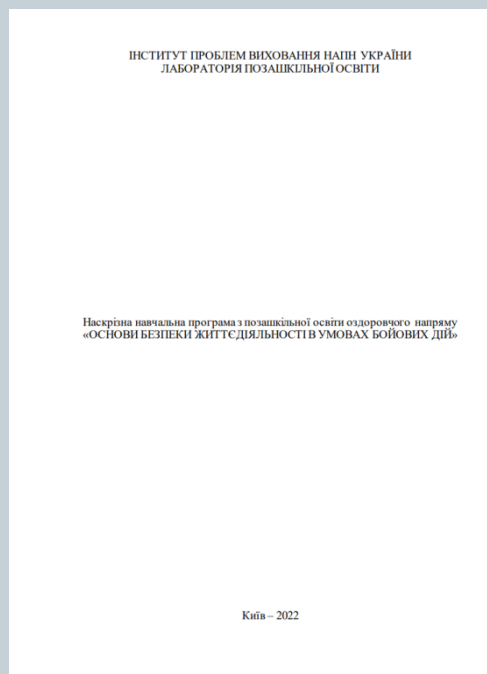 ІНСТИТУТ ПРОБЛЕМ ВИХОВАННЯ НАПН УКРАЇНИ
ЛАБОРАТОРІЯ ПОЗАШКІЛЬНОЇ ОСВІТИ
Наскрізна навчальна програма з позашкільної освіти оздоровчого напряму
«ОСНОВИ БЕЗПЕКИ ЖИТТЄДІЯЛЬНОСТІ В УМОВАХ БОЙОВИХ ДІЙ»
Київ – 2022